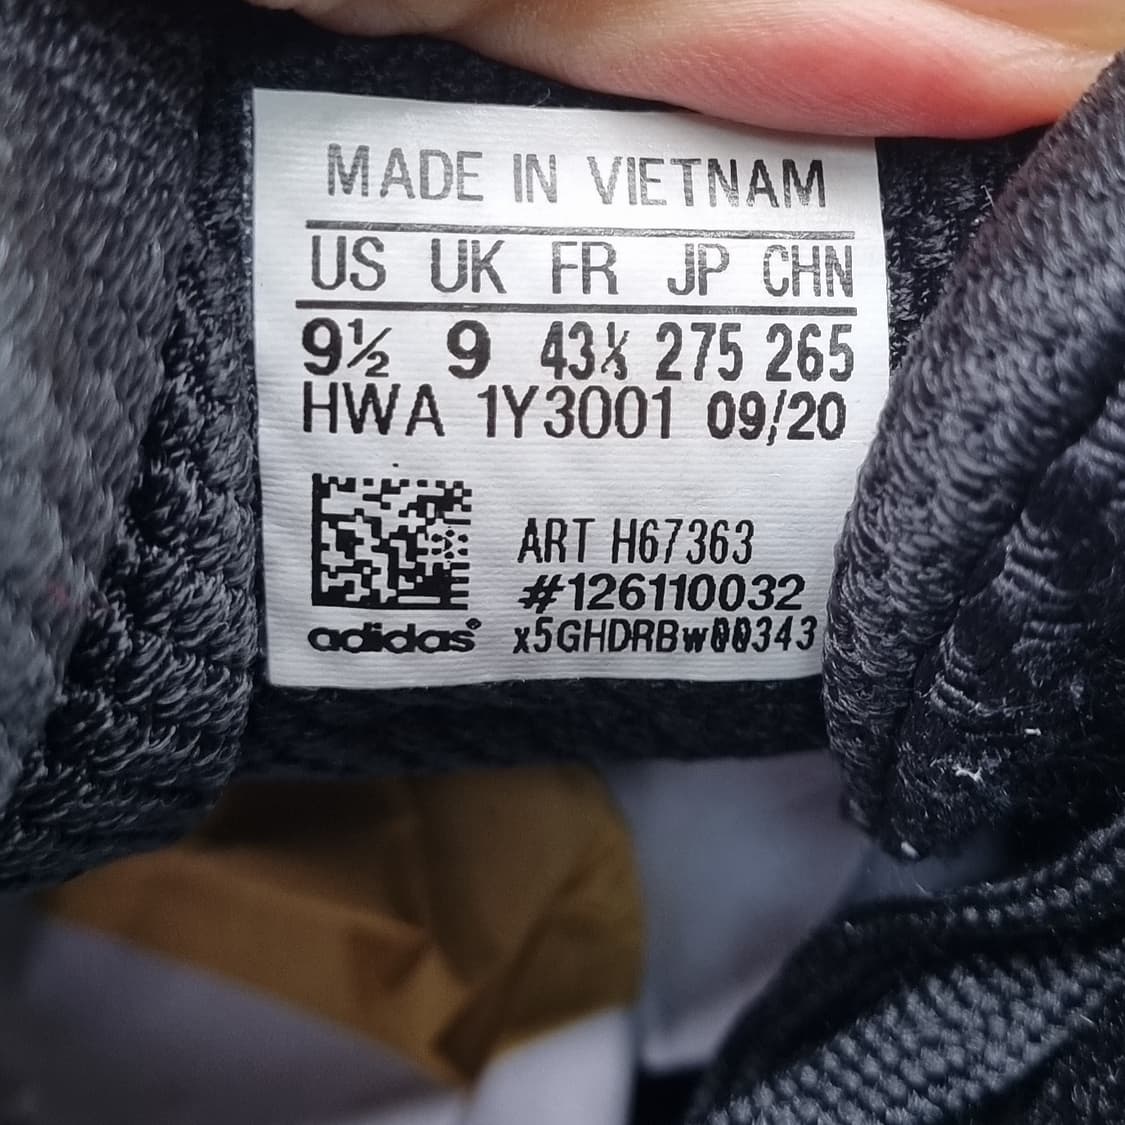 MADE IN VIETNAM
US UK FR JP CHN
9½ 9 43⅓ 275 265
HWA 1Y3001 09/20
ART H67363
#126110032
adidas® x5GHDRBw00343